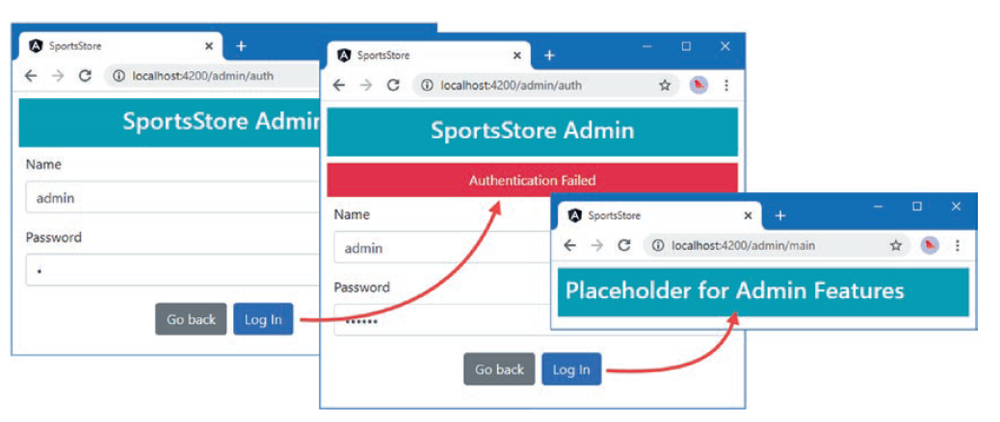 SportsStore
localhost:4200/admin/auth
SportsStore Admin
Name
admin
Password
Go back
Log In
SportsStore
localhost:4200/admin/auth
SportsStore Admin
Authentication Failed
Name
admin
Password
Go back
Log In
SportsStore
localhost:4200/admin/main
Placeholder for Admin Features